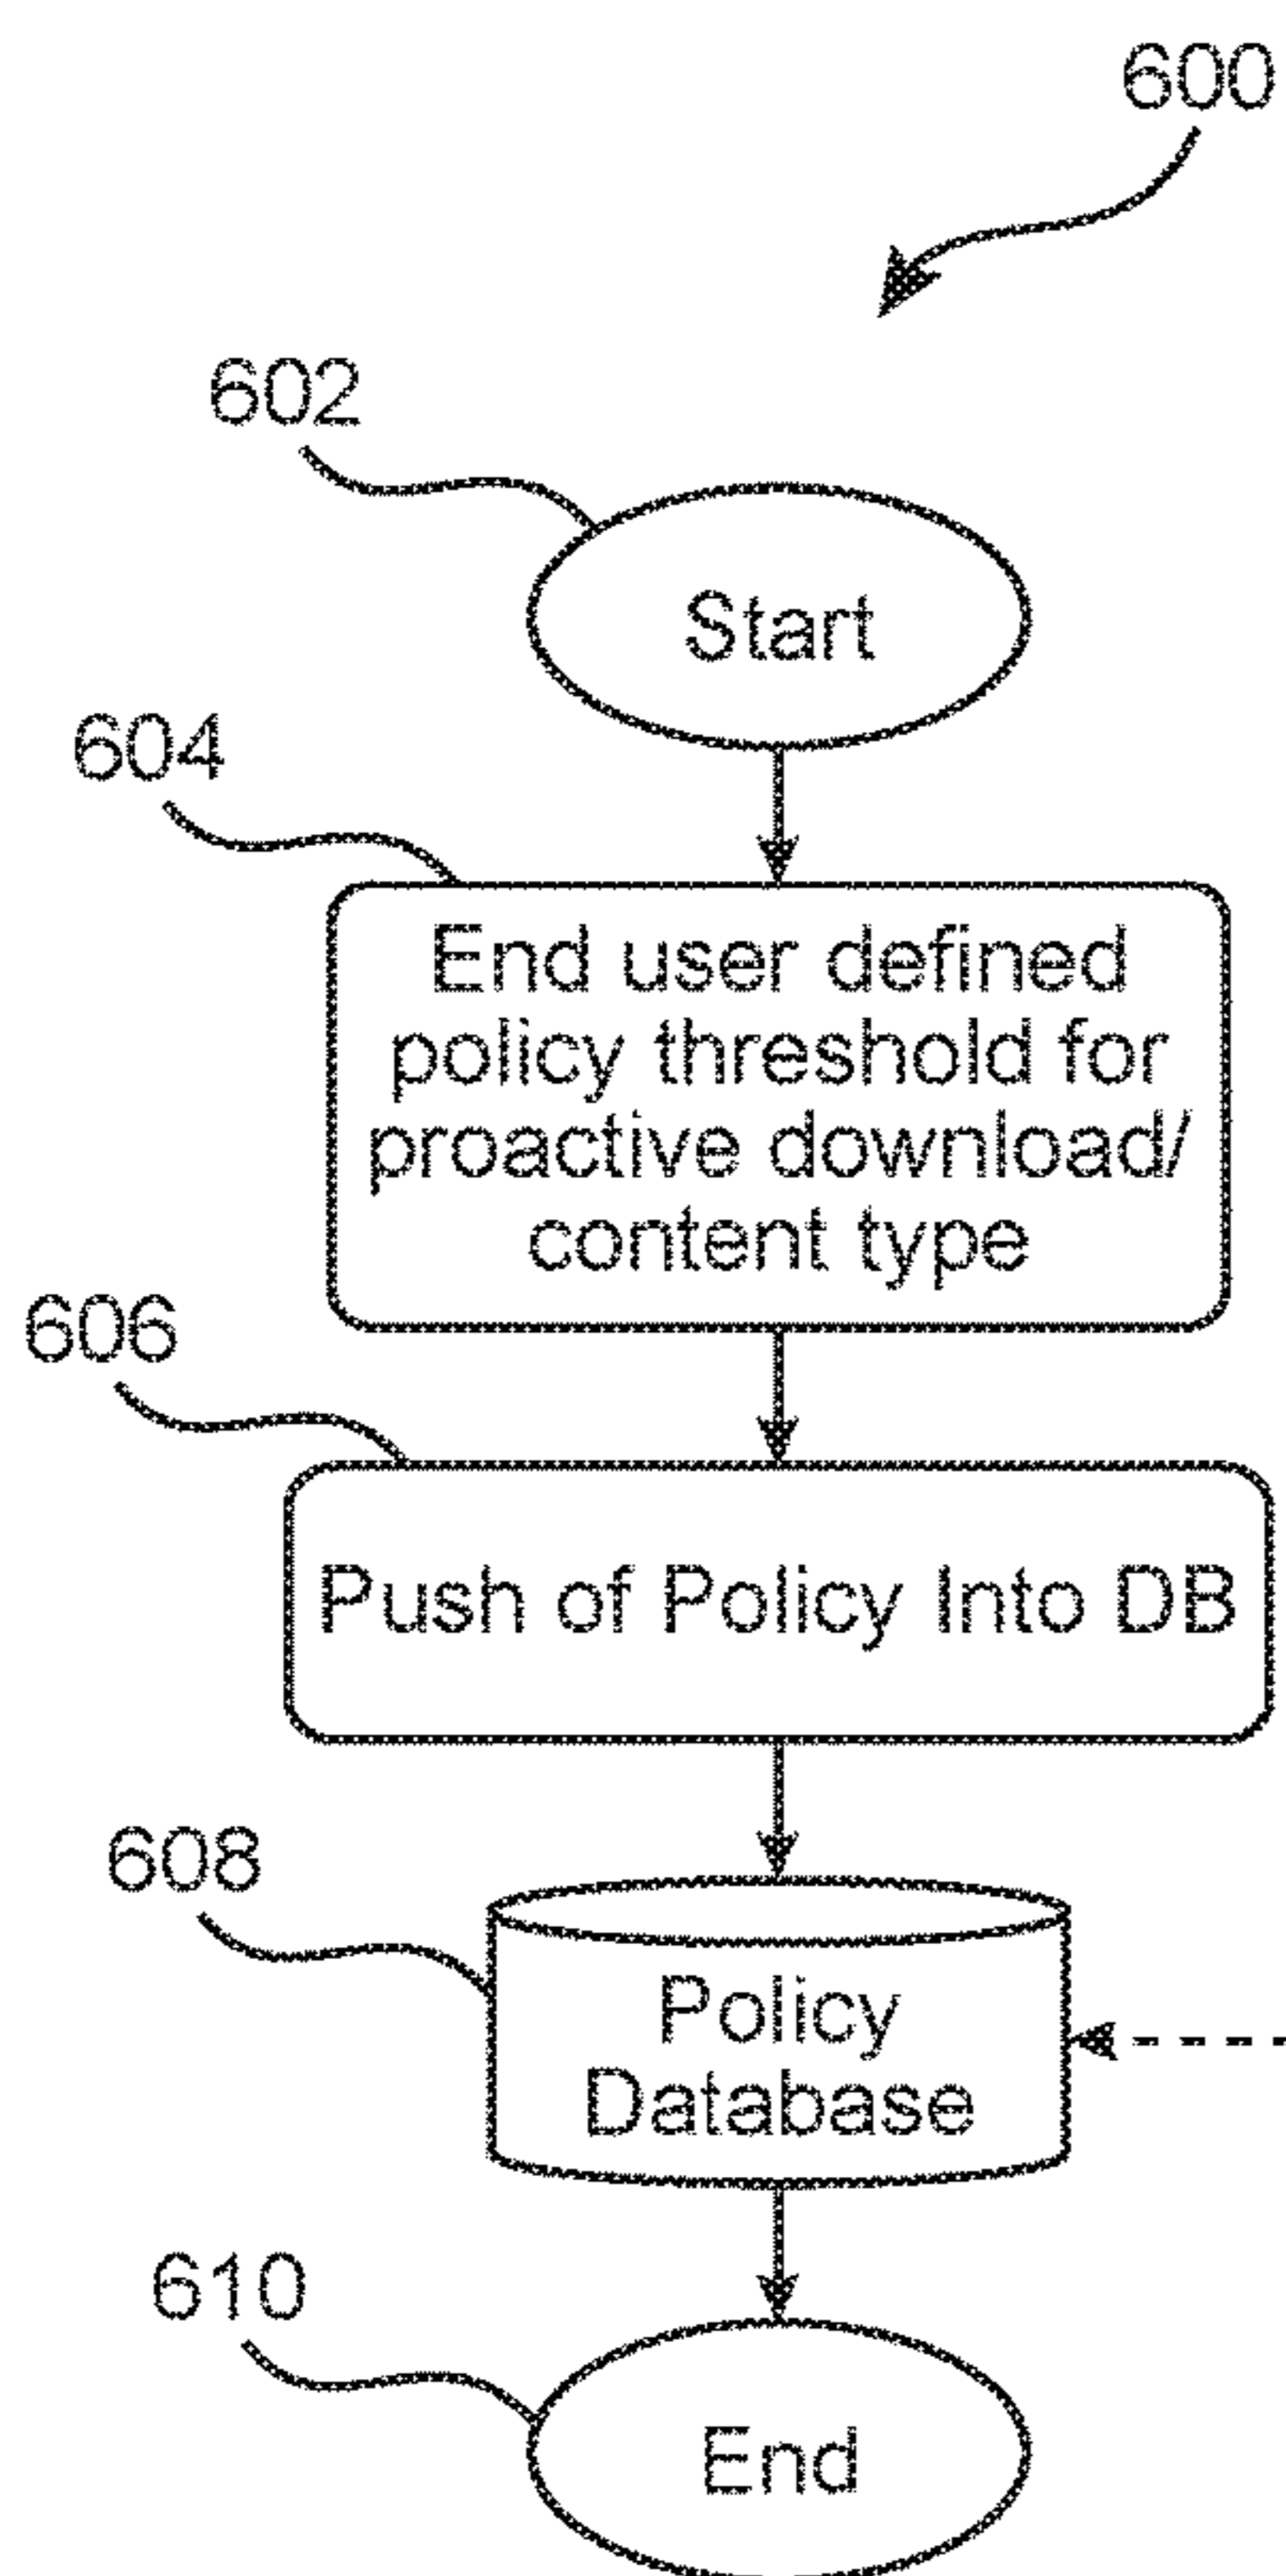 600
602
Start
604
End user defined
policy threshold for
proactive download/
content type
606
Push of Policy Into DB
608
Policy
Database
610
End